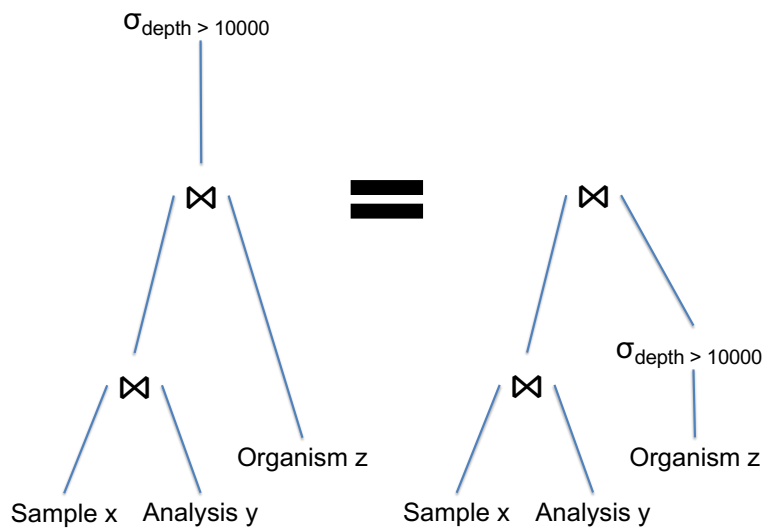 σdepth > 10000
⋈ = ⋈
σdepth > 10000
⋈ ⋈
Organism z Organism z
Sample x Analysis y Sample x Analysis y